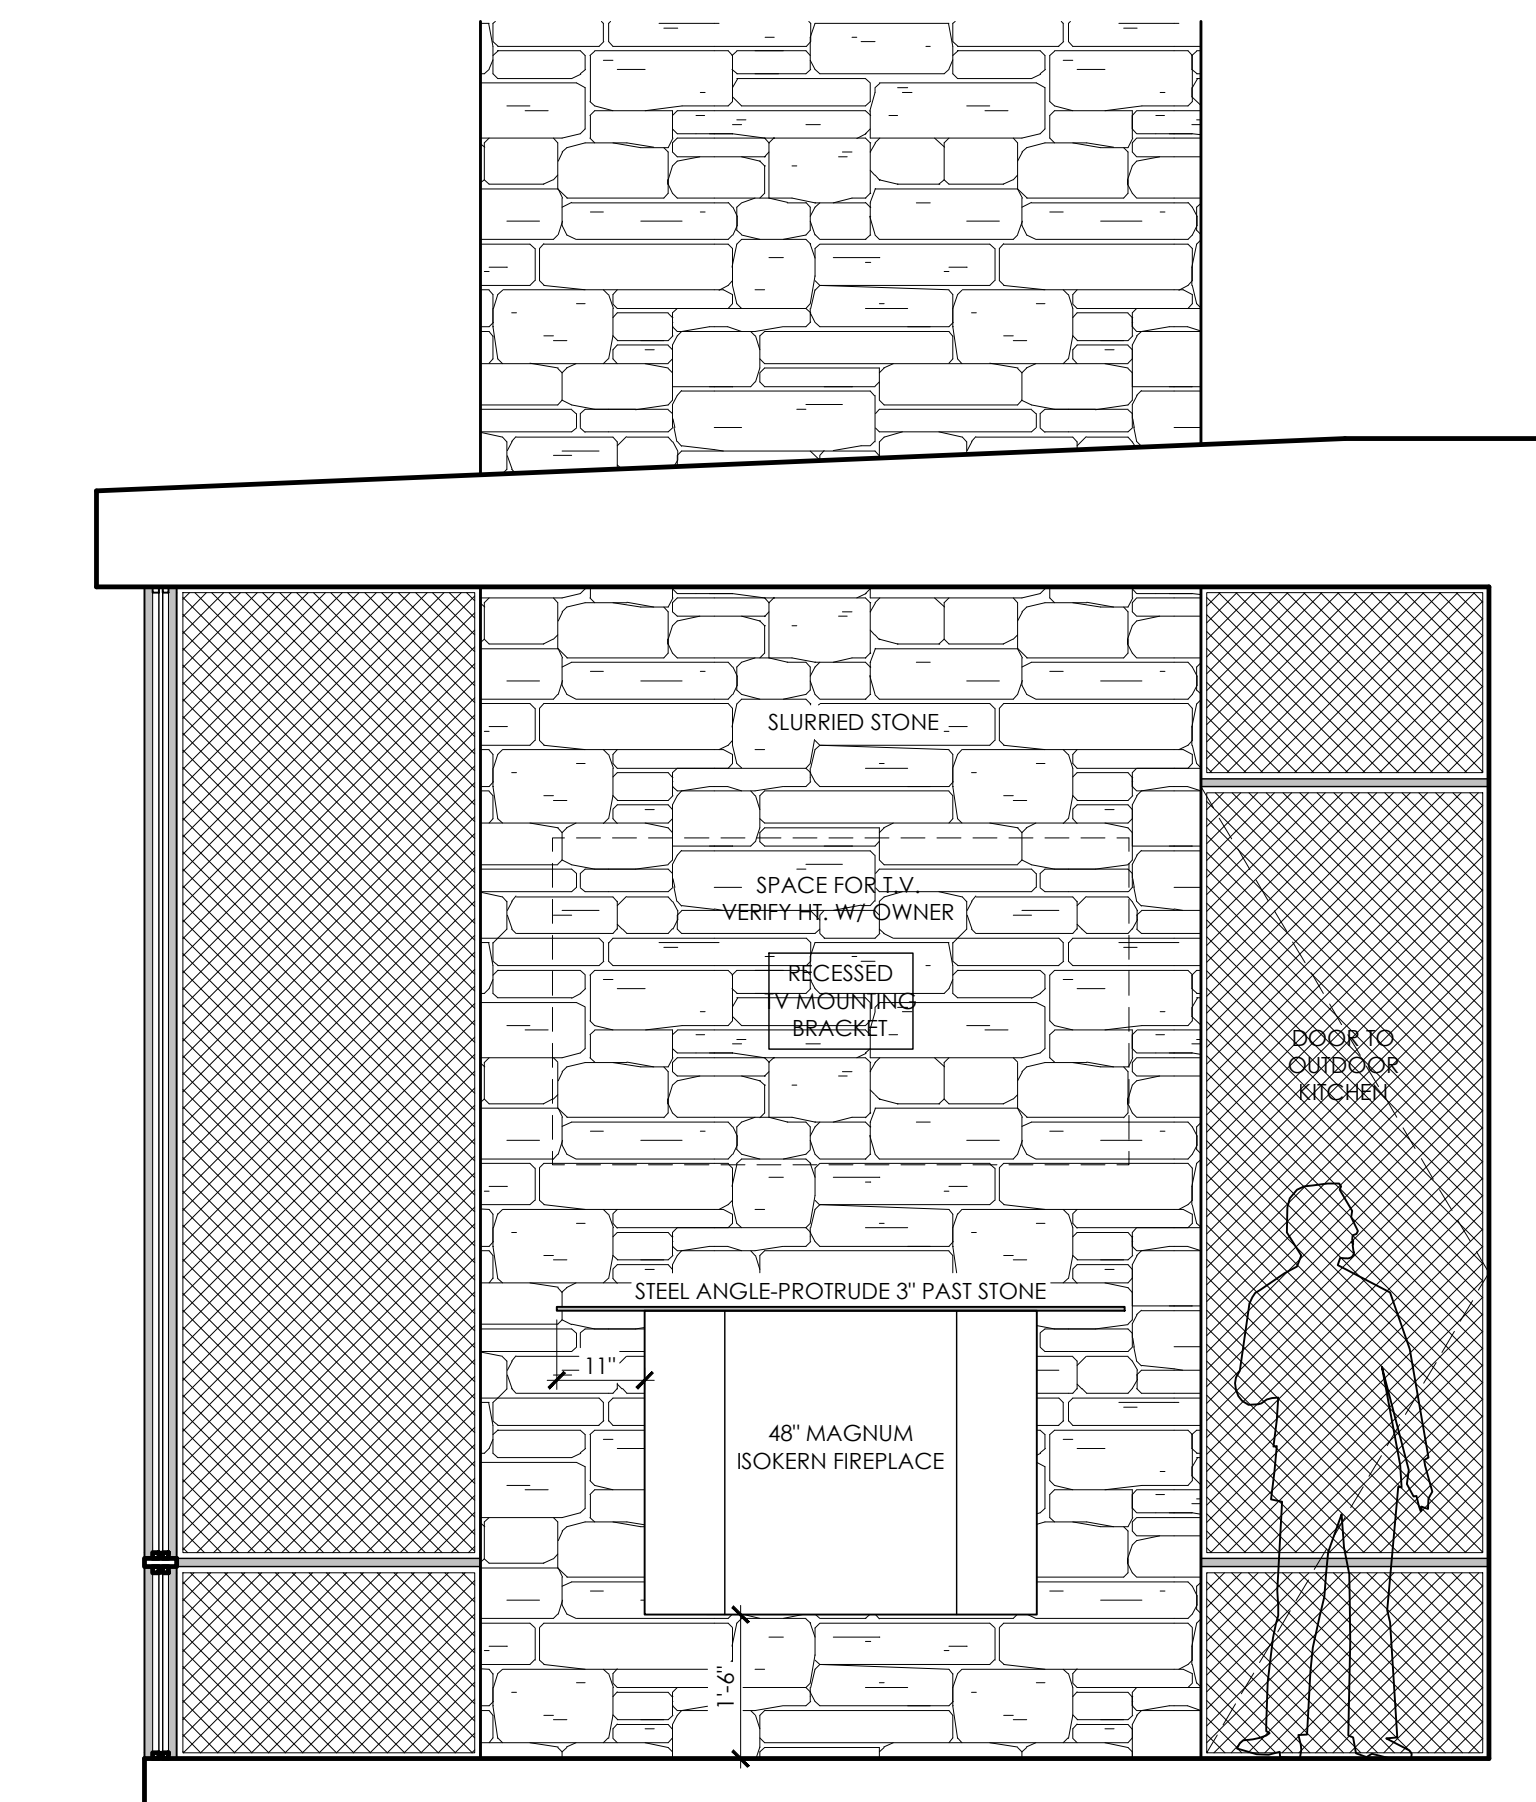 SLURRIED STONE
SPACE FOR T.V.
VERIFY HT. W/ OWNER
RECESSED
TV MOUNTING
BRACKET
DOOR TO
OUTDOOR
KITCHEN
STEEL ANGLE-PROTRUDE 3" PAST STONE
11"
48" MAGNUM
ISOKERN FIREPLACE
1'-6"